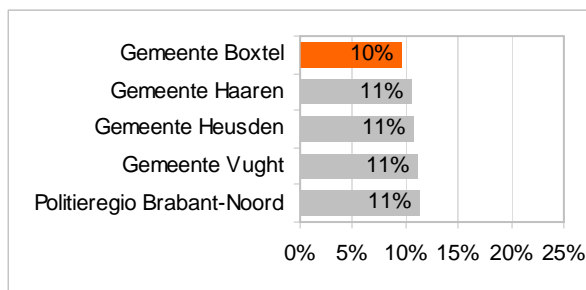 Gemeente Boxtel 10%
Gemeente Haaren 11%
Gemeente Heusden 11%
Gemeente Vught 11%
Politieregio Brabant-Noord 11%
0% 5% 10% 15% 20% 25%